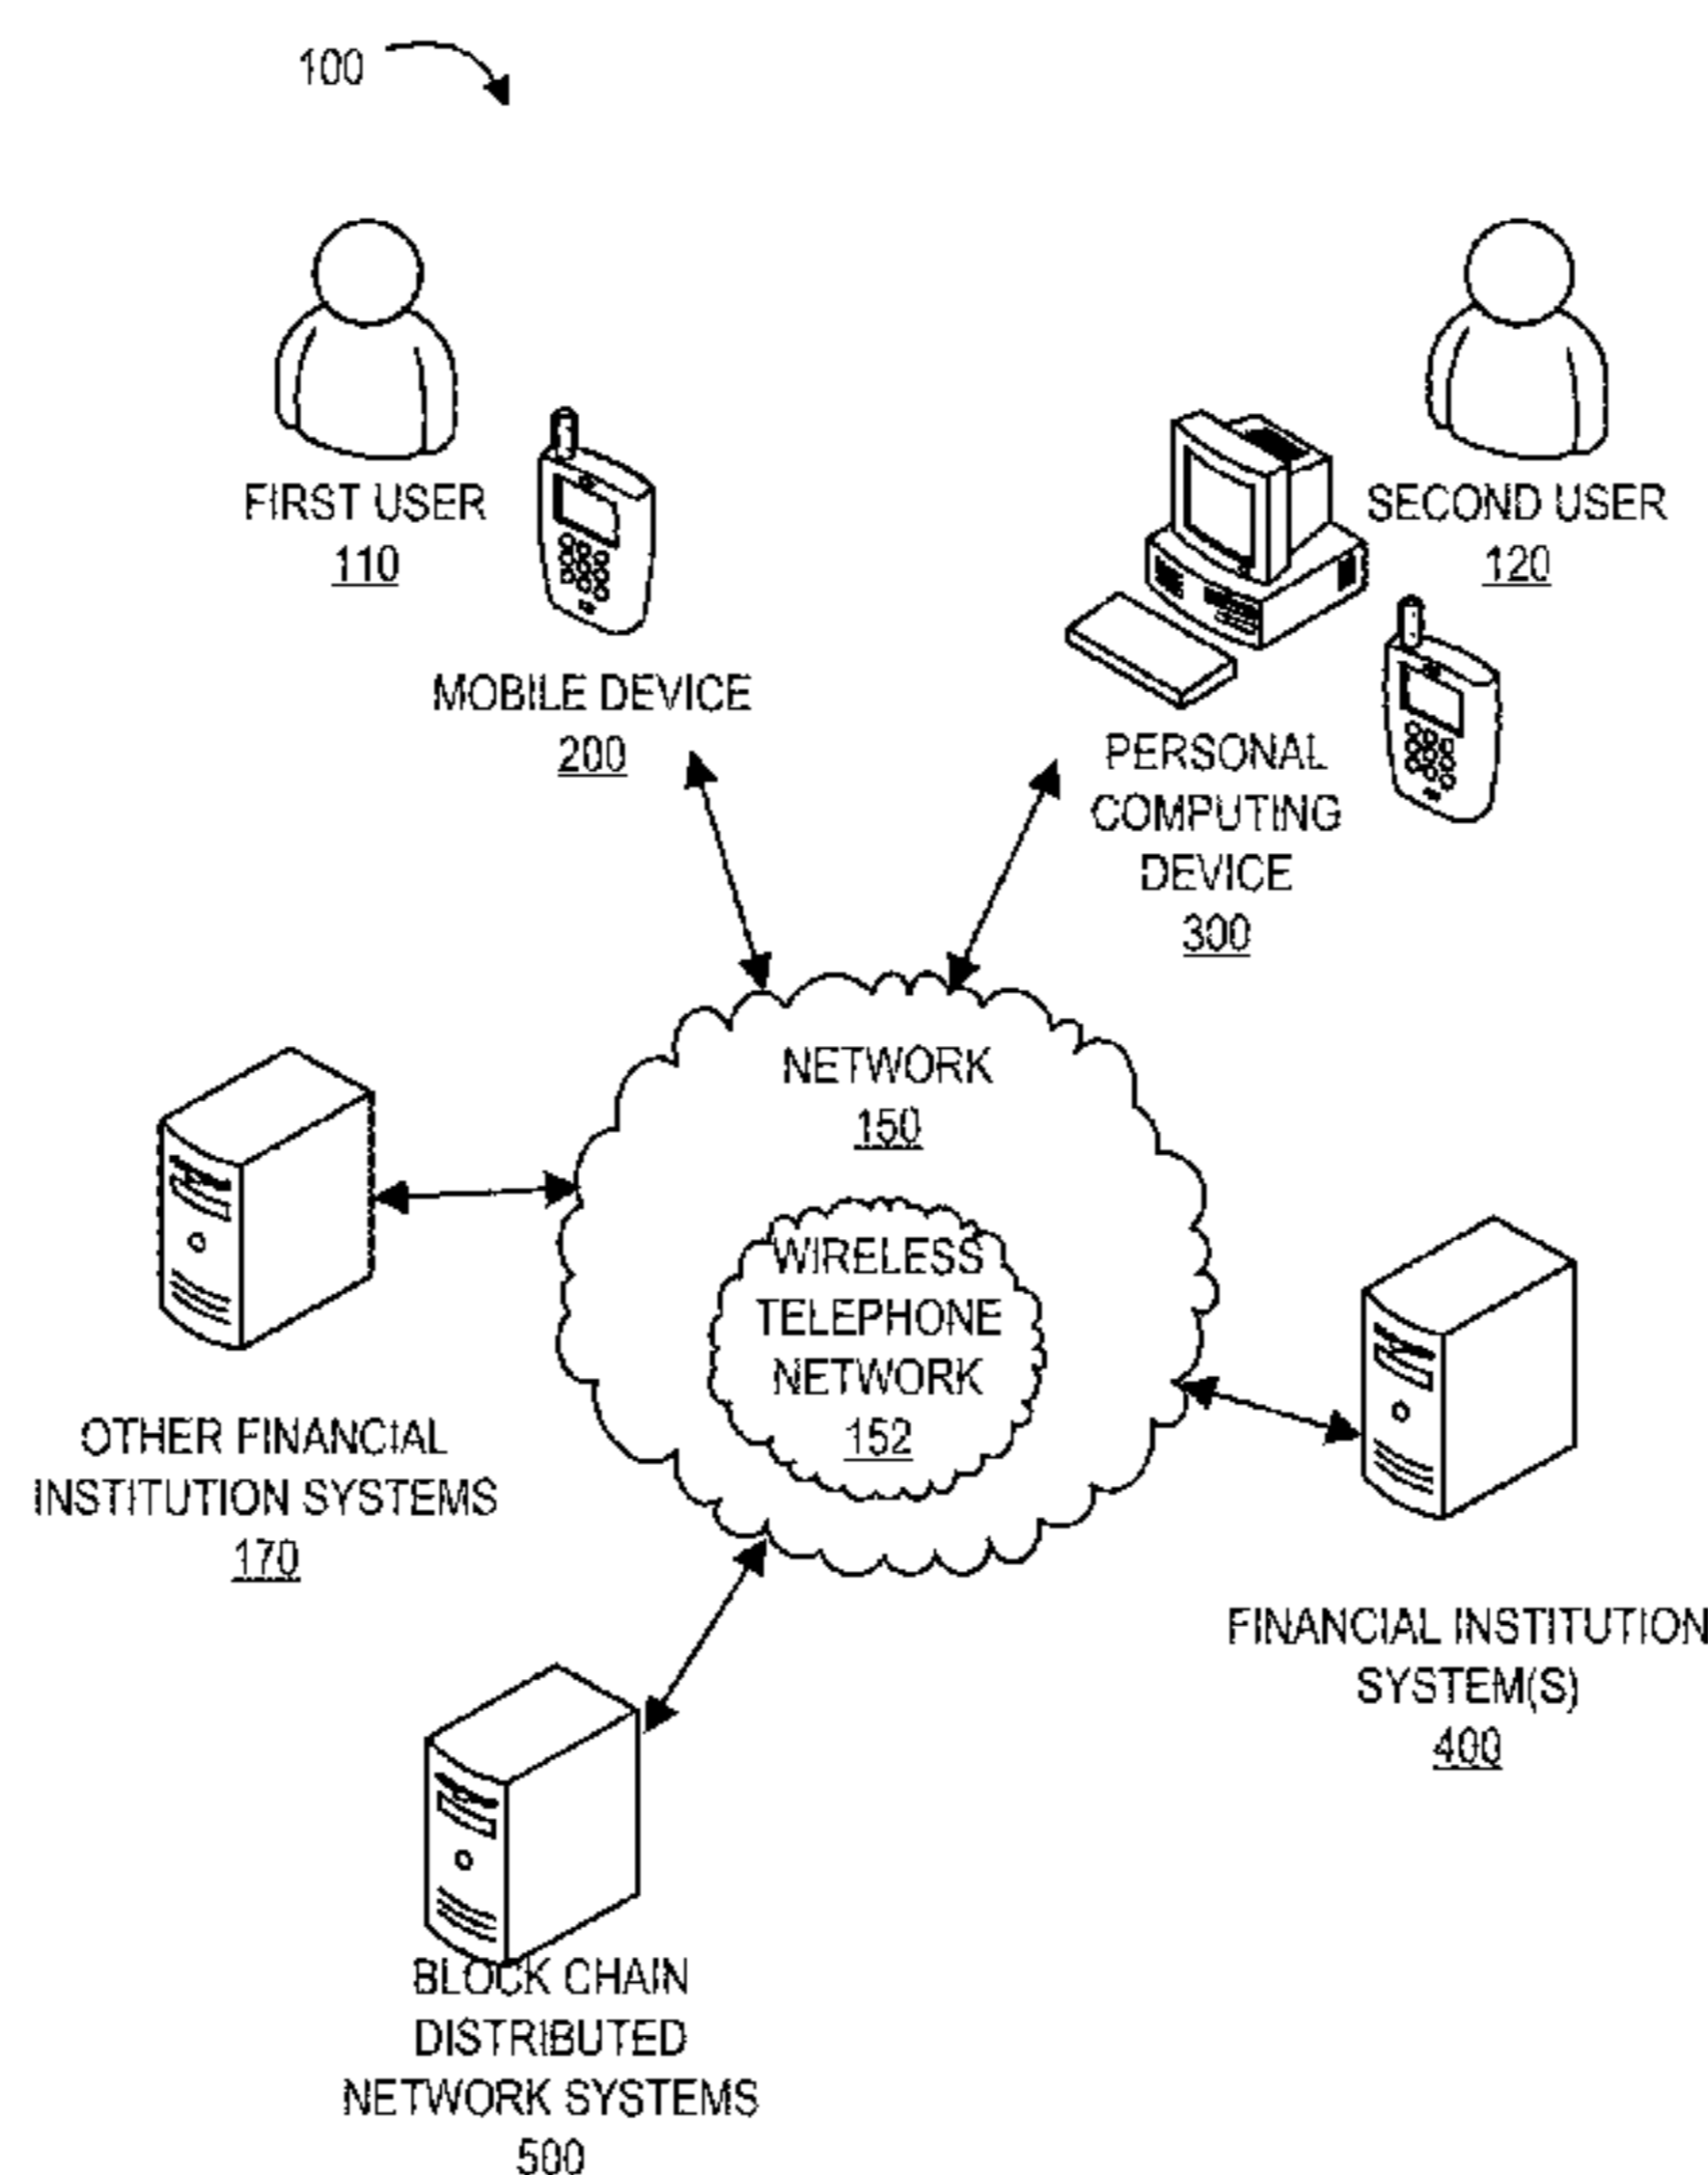 100
FIRST USER
110
SECOND USER
120
MOBILE DEVICE
200
PERSONAL
COMPUTING
DEVICE
300
NETWORK
150
WIRELESS
TELEPHONE
NETWORK
152
OTHER FINANCIAL
INSTITUTION SYSTEMS
170
FINANCIAL INSTITUTION
SYSTEM(S)
400
BLOCK CHAIN
DISTRIBUTED
NETWORK SYSTEMS
500